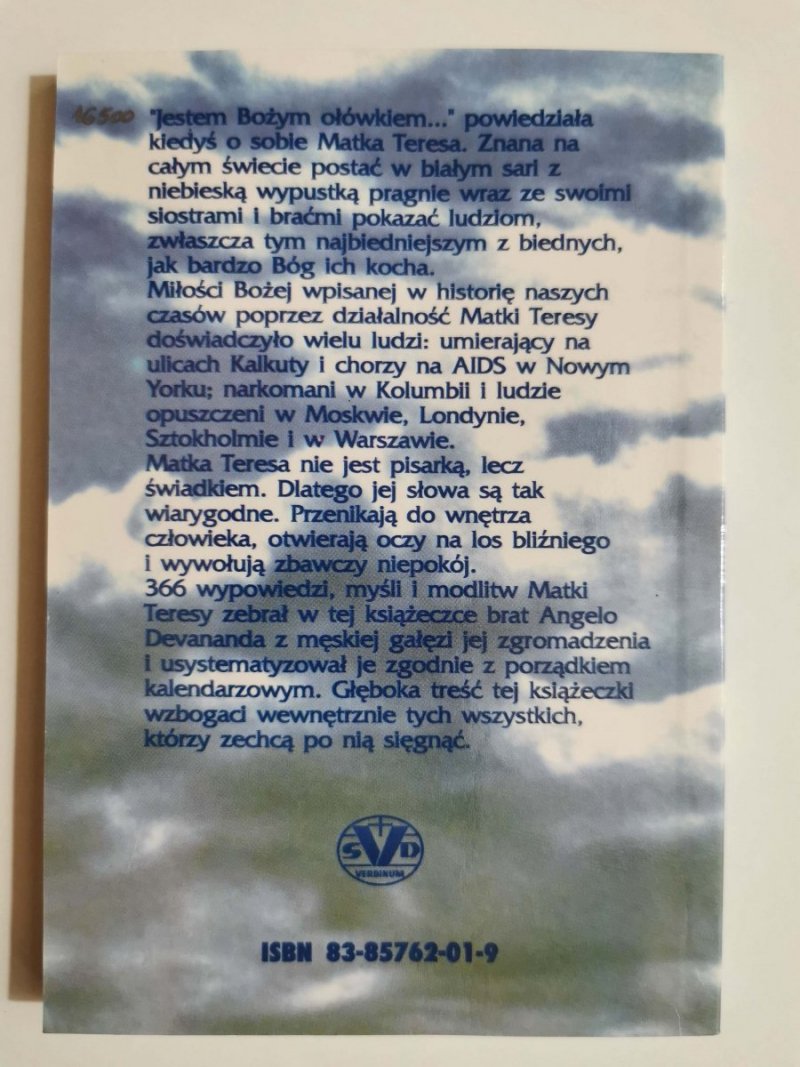 16500
"Jestem Bożym ołówkiem..." powiedziała
kiedyś o sobie Matka Teresa. Znana na
całym świecie postać w białym sari z
niebieską wypustką pragnie wraz ze swoimi
siostrami i braćmi pokazać ludziom,
zwłaszcza tym najbiedniejszym z biednych,
jak bardzo Bóg ich kocha.
Miłości Bożej wpisanej w historię naszych
czasów poprzez działalność Matki Teresy
doświadczyło wielu ludzi: umierający na
ulicach Kalkuty i chorzy na AIDS w Nowym
Yorku; narkomani w Kolumbii i ludzie
opuszczeni w Moskwie, Londynie,
Sztokholmie i w Warszawie.
Matka Teresa nie jest pisarką, lecz
świadkiem. Dlatego jej słowa są tak
wiarygodne. Przenikają do wnętrza
człowieka, otwierają oczy na los bliźniego
i wywołują zbawczy niepokój.
366 wypowiedzi, myśli i modlitw Matki
Teresy zebrał w tej książeczce brat Angelo
Devananda z męskiej gałęzi jej zgromadzenia
i usystematyzował je zgodnie z porządkiem
kalendarzowym. Głęboka treść tej książeczki
wzbogaci wewnętrznie tych wszystkich,
którzy zechcą po nią sięgnąć.
SVD
VERBINUM
ISBN 83-85762-01-9